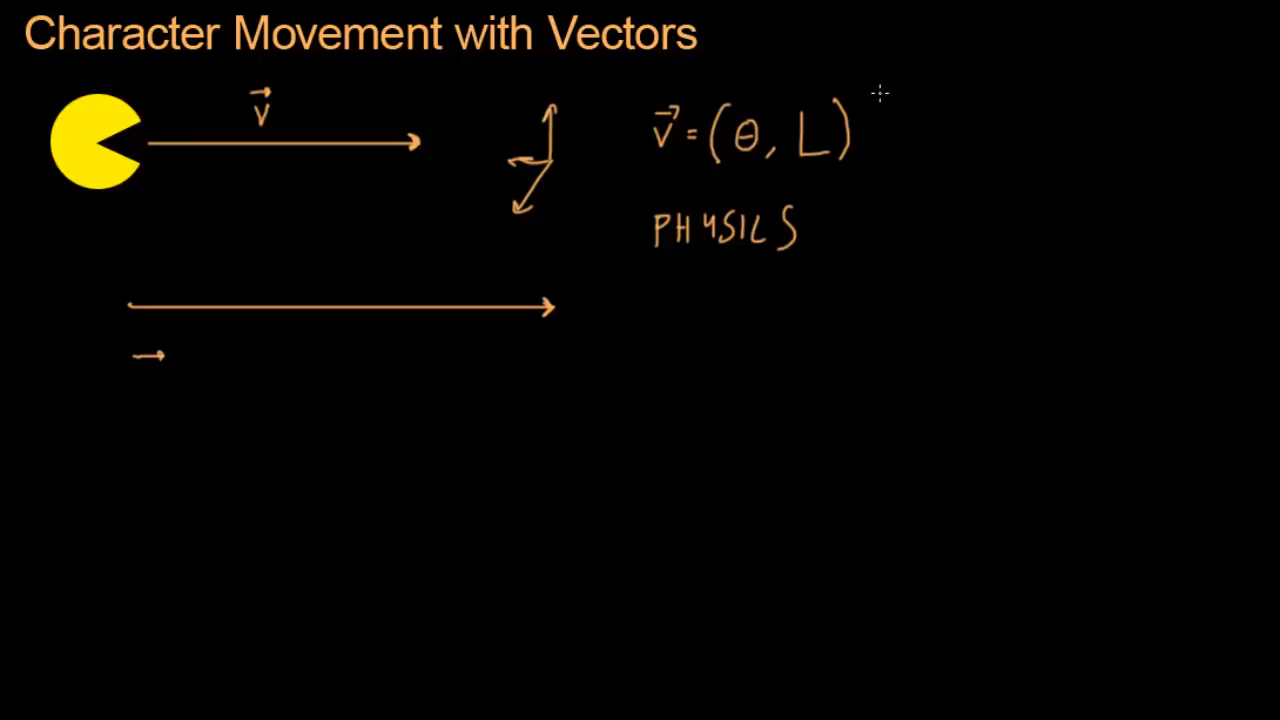 Character Movement with Vectors
v⃗
v⃗ = (θ, L)
PHYSICS